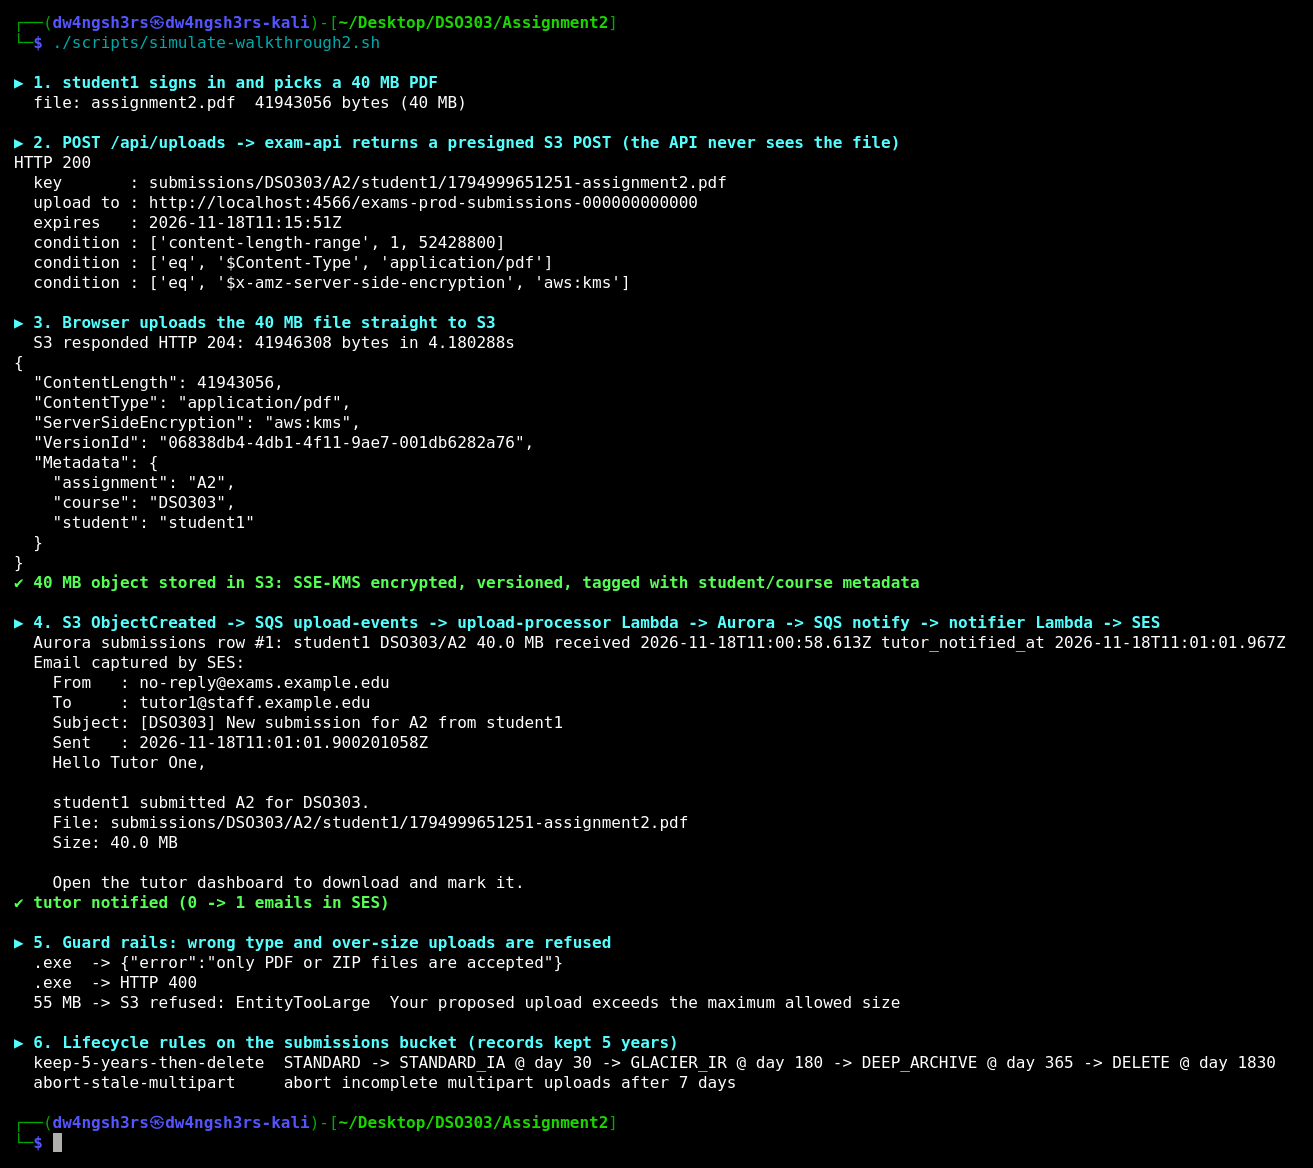 ┌──(dw4ngsh3rs㉿dw4ngsh3rs-kali)-[~/Desktop/DSO303/Assignment2]
└─$ ./scripts/simulate-walkthrough2.sh

▶ 1. student1 signs in and picks a 40 MB PDF
  file: assignment2.pdf  41943056 bytes (40 MB)

▶ 2. POST /api/uploads -> exam-api returns a presigned S3 POST (the API never sees the file)
HTTP 200
  key       : submissions/DSO303/A2/student1/1794999651251-assignment2.pdf
  upload to : http://localhost:4566/exams-prod-submissions-000000000000
  expires   : 2026-11-18T11:15:51Z
  condition : ['content-length-range', 1, 52428800]
  condition : ['eq', '$Content-Type', 'application/pdf']
  condition : ['eq', '$x-amz-server-side-encryption', 'aws:kms']

▶ 3. Browser uploads the 40 MB file straight to S3
  S3 responded HTTP 204: 41946308 bytes in 4.180288s
{
  "ContentLength": 41943056,
  "ContentType": "application/pdf",
  "ServerSideEncryption": "aws:kms",
  "VersionId": "06838db4-4db1-4f11-9ae7-001db6282a76",
  "Metadata": {
    "assignment": "A2",
    "course": "DSO303",
    "student": "student1"
  }
}
✔ 40 MB object stored in S3: SSE-KMS encrypted, versioned, tagged with student/course metadata

▶ 4. S3 ObjectCreated -> SQS upload-events -> upload-processor Lambda -> Aurora -> SQS notify -> notifier Lambda -> SES
  Aurora submissions row #1: student1 DSO303/A2 40.0 MB received 2026-11-18T11:00:58.613Z tutor_notified_at 2026-11-18T11:01:01.967Z
  Email captured by SES:
    From   : no-reply@exams.example.edu
    To     : tutor1@staff.example.edu
    Subject: [DSO303] New submission for A2 from student1
    Sent   : 2026-11-18T11:01:01.900201058Z
    Hello Tutor One,

    student1 submitted A2 for DSO303.
    File: submissions/DSO303/A2/student1/1794999651251-assignment2.pdf
    Size: 40.0 MB

    Open the tutor dashboard to download and mark it.
✔ tutor notified (0 -> 1 emails in SES)

▶ 5. Guard rails: wrong type and over-size uploads are refused
  .exe  -> {"error":"only PDF or ZIP files are accepted"}
  .exe  -> HTTP 400
  55 MB -> S3 refused: EntityTooLarge  Your proposed upload exceeds the maximum allowed size

▶ 6. Lifecycle rules on the submissions bucket (records kept 5 years)
  keep-5-years-then-delete  STANDARD -> STANDARD_IA @ day 30 -> GLACIER_IR @ day 180 -> DEEP_ARCHIVE @ day 365 -> DELETE @ day 1830
  abort-stale-multipart     abort incomplete multipart uploads after 7 days

┌──(dw4ngsh3rs㉿dw4ngsh3rs-kali)-[~/Desktop/DSO303/Assignment2]
└─$